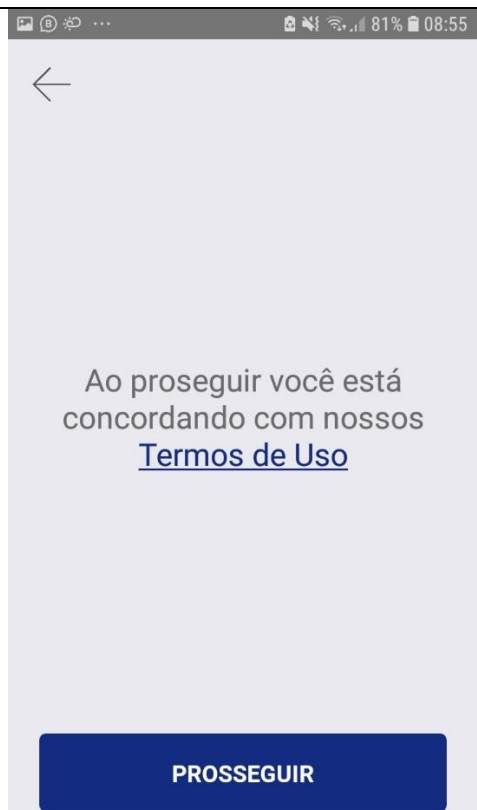 81% 08:55
Ao proseguir você está
concordando com nossos
Termos de Uso
PROSSEGUIR